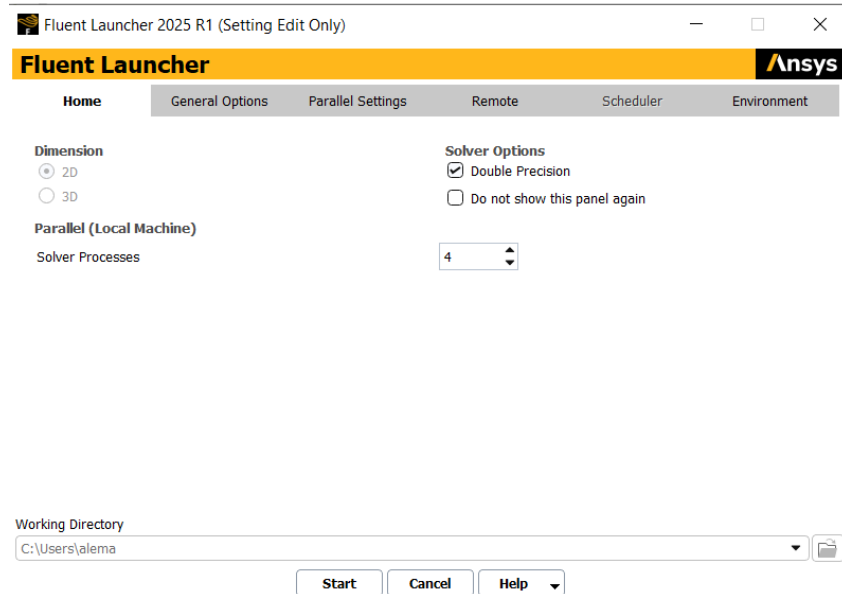 Fluent Launcher 2025 R1 (Setting Edit Only)
Fluent Launcher
Ansys
Home General Options Parallel Settings Remote Scheduler Environment
Dimension
2D
3D
Parallel (Local Machine)
Solver Processes
4
Solver Options
Double Precision
Do not show this panel again
Working Directory
C:\Users\alema
Start Cancel Help